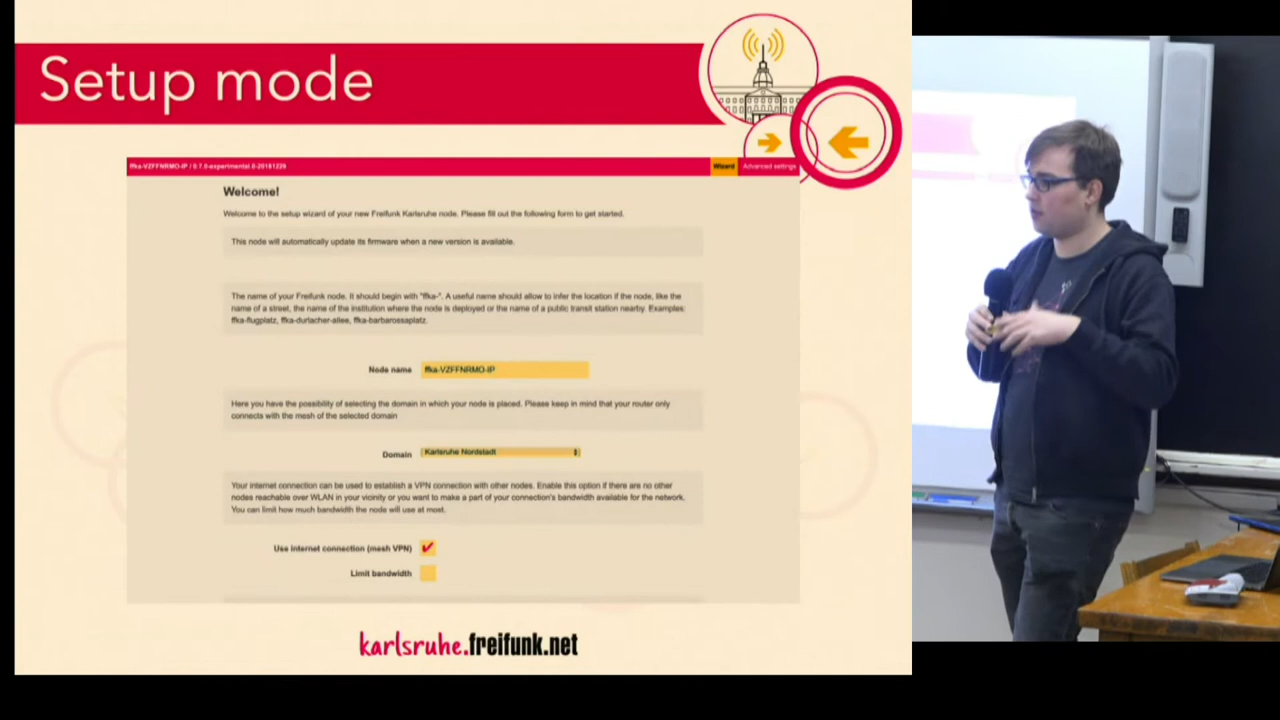 Setup mode
ffka-VZFFNRMO-IP / 0.7.0-experimental.0-20181229
Wizard
Advanced settings
Welcome!
Welcome to the setup wizard of your new Freifunk Karlsruhe node. Please fill out the following form to get started.
This node will automatically update its firmware when a new version is available.
The name of your Freifunk node. It should begin with "ffka-". A useful name should allow to infer the location if the node, like the
name of a street, the name of the institution where the node is deployed or the name of a public transit station nearby. Examples:
ffka-flugplatz, ffka-durlacher-allee, ffka-barbarossaplatz.
Node name
ffka-VZFFNRMO-IP
Here you have the possibility of selecting the domain in which your node is placed. Please keep in mind that your router only
connects with the mesh of the selected domain
Domain
Karlsruhe Nordstadt
Your internet connection can be used to establish a VPN connection with other nodes. Enable this option if there are no other
nodes reachable over WLAN in your vicinity or you want to make a part of your connection's bandwidth available for the network.
You can limit how much bandwidth the node will use at most.
Use internet connection (mesh VPN)
Limit bandwidth
karlsruhe.freifunk.net